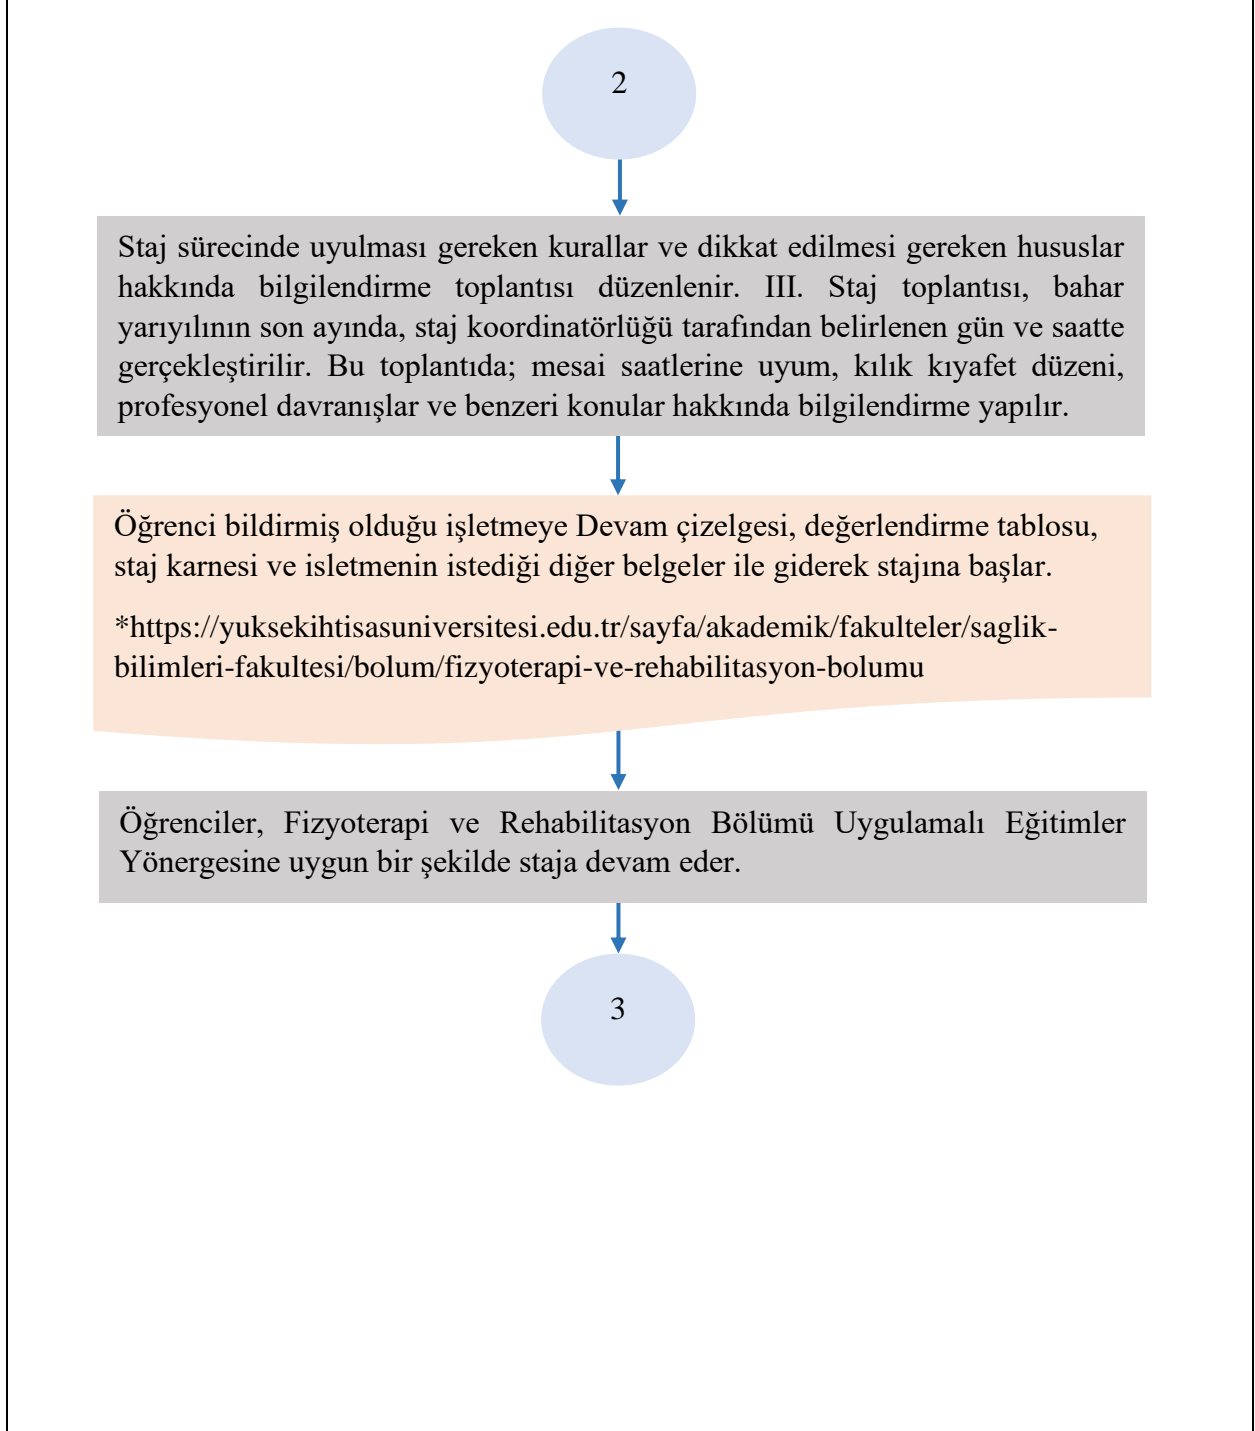 2
Staj sürecinde uyulması gereken kurallar ve dikkat edilmesi gereken hususlar
hakkında bilgilendirme toplantısı düzenlenir. III. Staj toplantısı, bahar
yarıyılının son ayında, staj koordinatörlüğü tarafından belirlenen gün ve saatte
gerçekleştirilir. Bu toplantıda; mesai saatlerine uyum, kılık kıyafet düzeni,
profesyonel davranışlar ve benzeri konular hakkında bilgilendirme yapılır.
Öğrenci bildirmiş olduğu işletmeye Devam çizelgesi, değerlendirme tablosu,
staj karnesi ve isletmenin istediği diğer belgeler ile giderek stajına başlar.
*https://yuksekihtisasuniversitesi.edu.tr/sayfa/akademik/fakulteler/saglik-
bilimleri-fakultesi/bolum/fizyoterapi-ve-rehabilitasyon-bolumu
Öğrenciler, Fizyoterapi ve Rehabilitasyon Bölümü Uygulamalı Eğitimler
Yönergesine uygun bir şekilde staja devam eder.
3